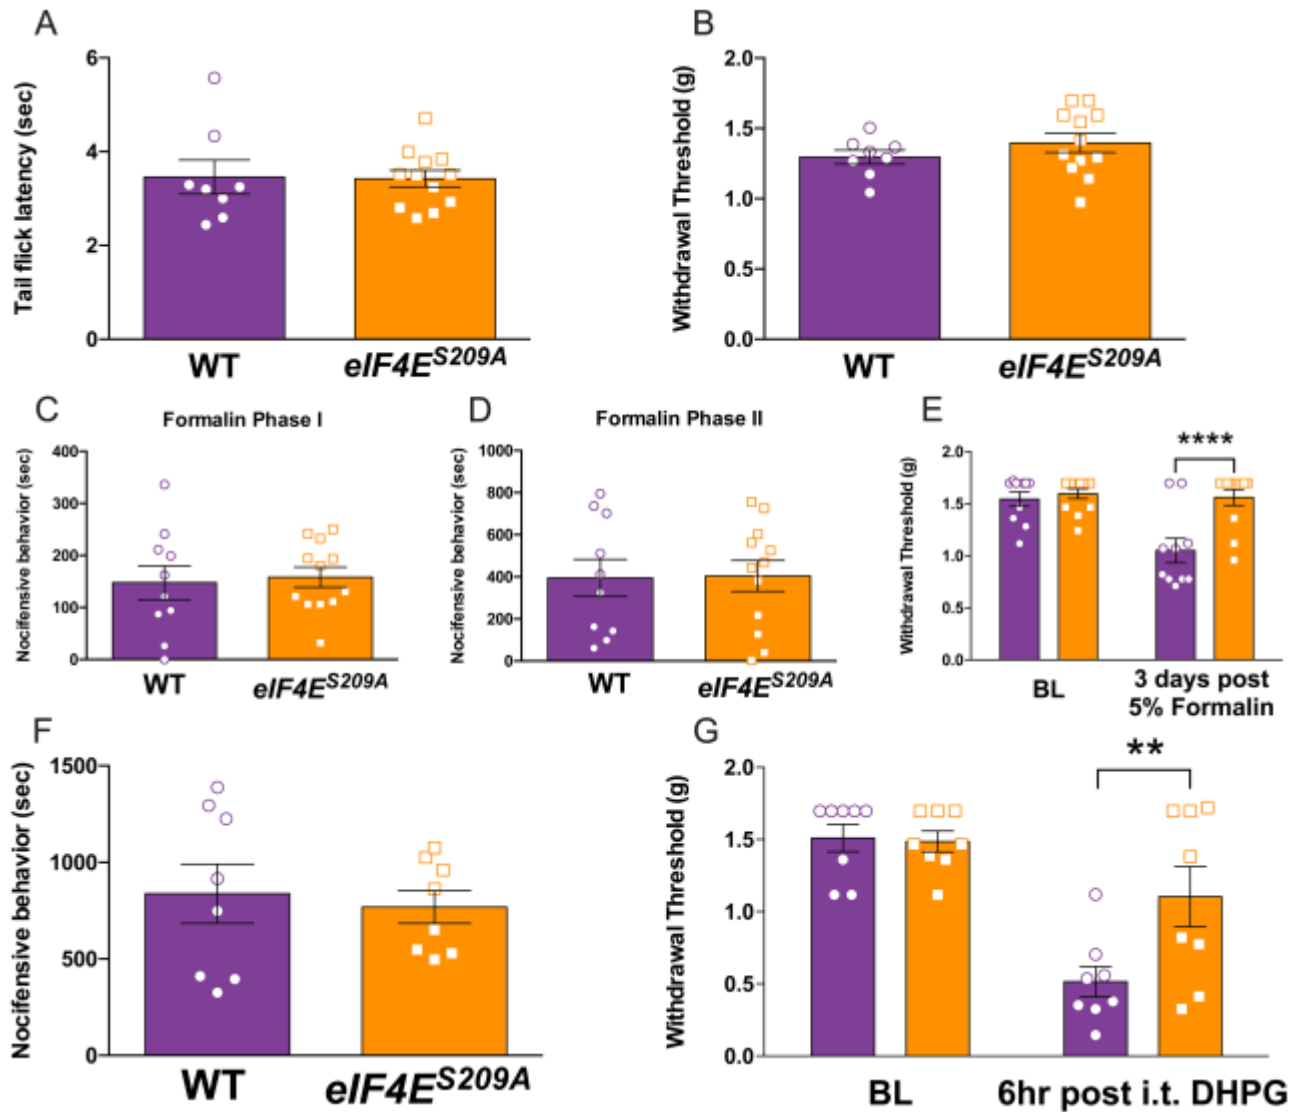 A
Tail flick latency (sec)
6
4
2
0
WT
eIF4E^S209A
B
Withdrawal Threshold (g)
2.0
1.5
1.0
0.5
0.0
WT
eIF4E^S209A
C
Formalin Phase I
Nocifensive behavior (sec)
400
300
200
100
0
WT
eIF4E^S209A
D
Formalin Phase II
Nocifensive behavior (sec)
1000
800
600
400
200
0
WT
eIF4E^S209A
E
Withdrawal Threshold (g)
2.0
1.5
1.0
0.5
0.0
****
BL
3 days post
5% Formalin
F
Nocifensive behavior (sec)
1500
1000
500
0
WT
eIF4E^S209A
G
Withdrawal Threshold (g)
2.0
1.5
1.0
0.5
0.0
**
BL
6hr post i.t. DHPG